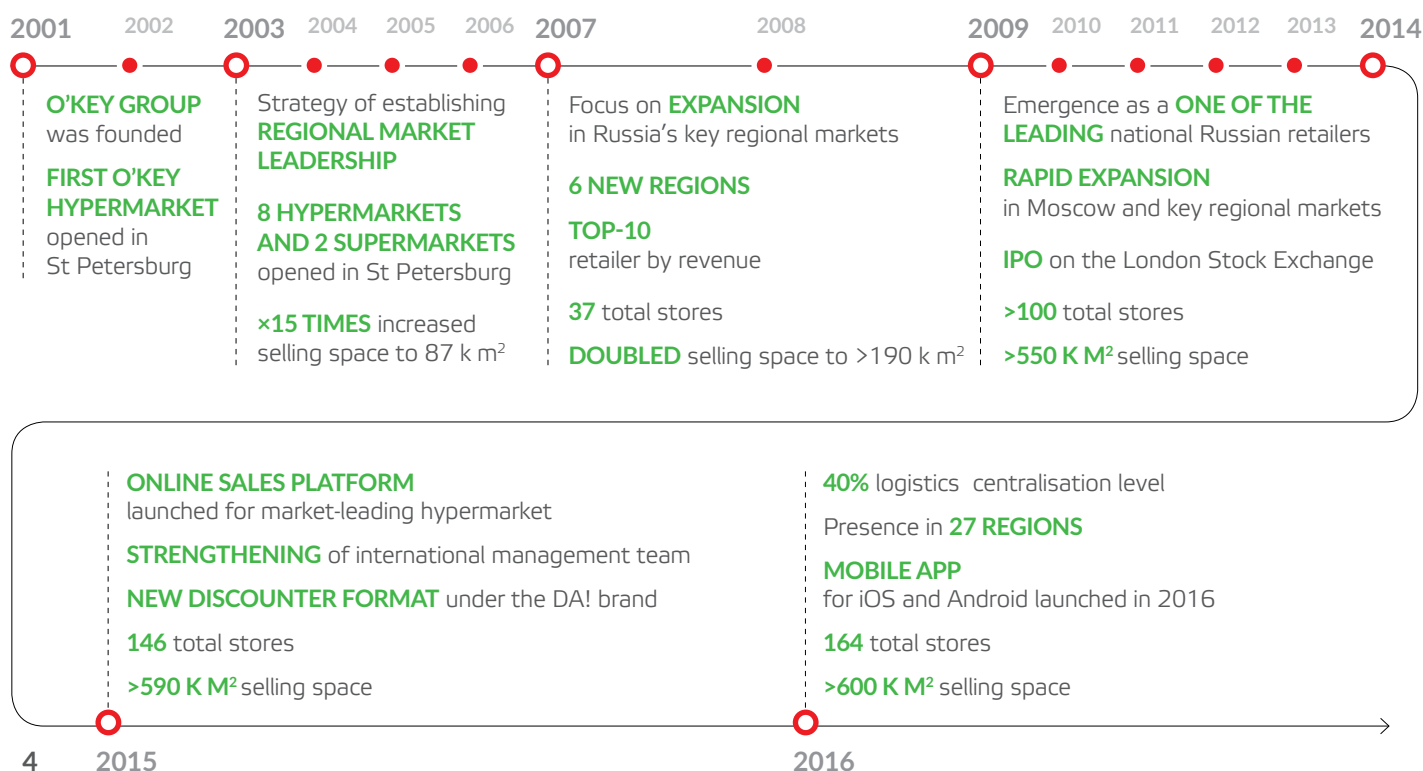 2001 2002 2003 2004 2005 2006 2007 2008 2009 2010 2011 2012 2013 2014
O’KEY GROUP
was founded
FIRST O’KEY
HYPERMARKET
opened in
St Petersburg
Strategy of establishing
REGIONAL MARKET
LEADERSHIP
8 HYPERMARKETS
AND 2 SUPERMARKETS
opened in St Petersburg
×15 TIMES increased
selling space to 87 k m²
Focus on EXPANSION
in Russia’s key regional markets
6 NEW REGIONS
TOP-10
retailer by revenue
37 total stores
DOUBLED selling space to >190 k m²
Emergence as a ONE OF THE
LEADING national Russian retailers
RAPID EXPANSION
in Moscow and key regional markets
IPO on the London Stock Exchange
>100 total stores
>550 K M² selling space
ONLINE SALES PLATFORM
launched for market-leading hypermarket
STRENGTHENING of international management team
NEW DISCOUNTER FORMAT under the DA! brand
146 total stores
>590 K M² selling space
40% logistics centralisation level
Presence in 27 REGIONS
MOBILE APP
for iOS and Android launched in 2016
164 total stores
>600 K M² selling space
4 2015 2016